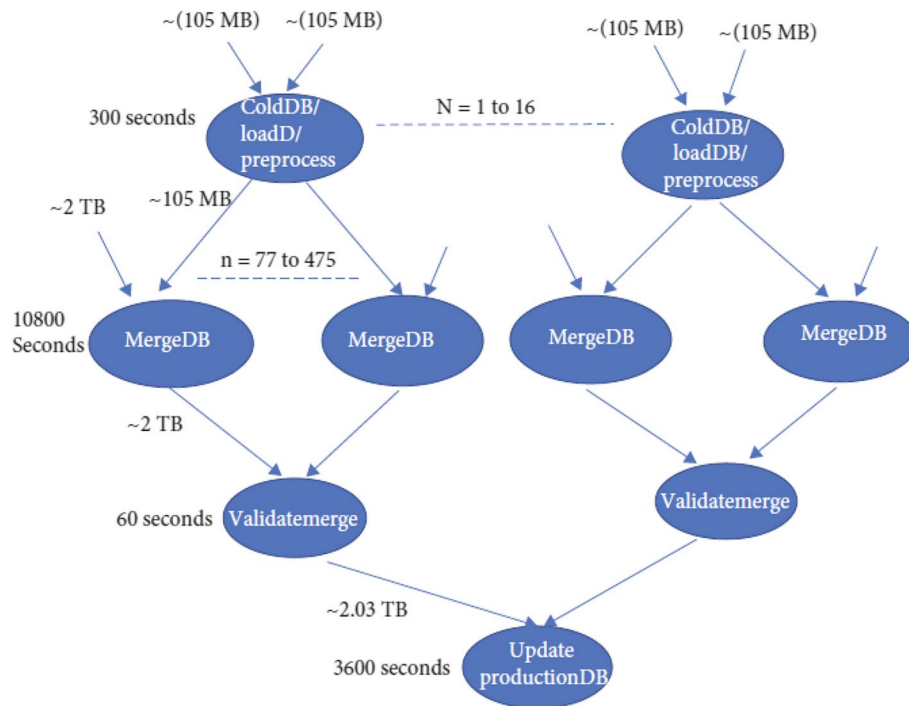 ~(105 MB)
~(105 MB)
~(105 MB)
~(105 MB)
300 seconds
ColdDB/
loadD/
preprocess
N = 1 to 16
ColdDB/
loadDB/
preprocess
~2 TB
~105 MB
n = 77 to 475
10800
Seconds
MergeDB
MergeDB
MergeDB
MergeDB
~2 TB
60 seconds
Validatemerge
Validatemerge
~2.03 TB
3600 seconds
Update
productionDB